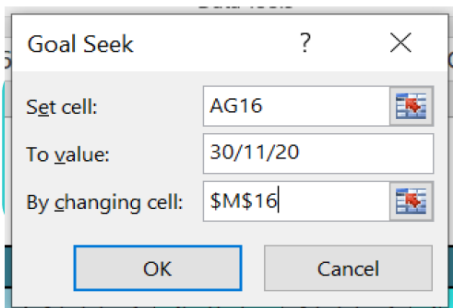 Goal Seek ?
Set cell: AG16
To value: 30/11/20
By changing cell: $M$16
OK Cancel